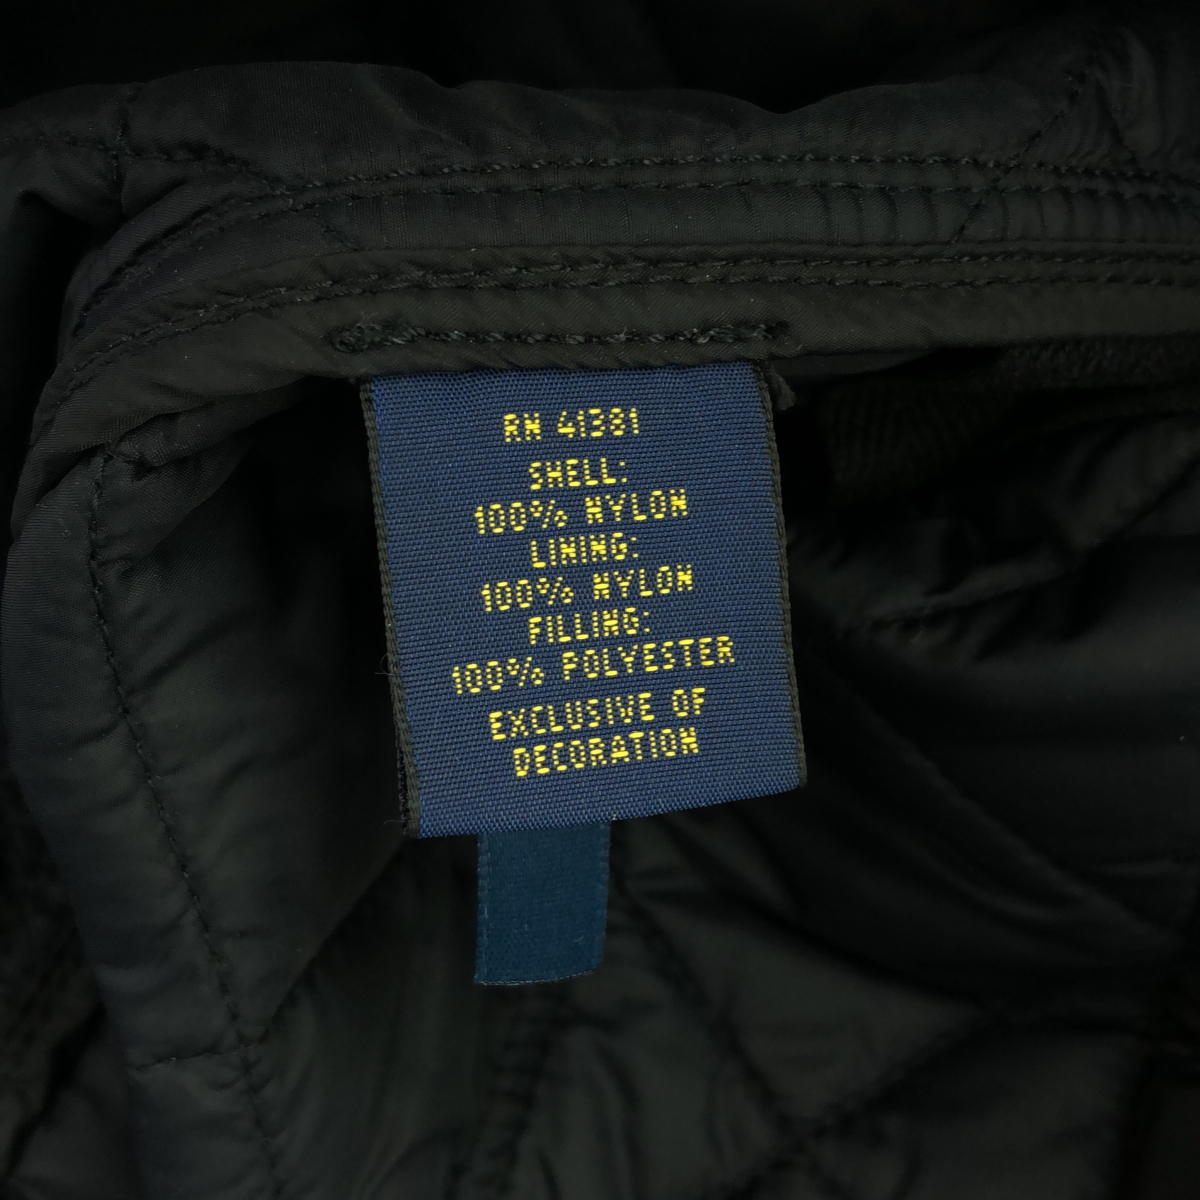 RN 41381
SHELL:
100% NYLON
LINING:
100% NYLON
FILLING:
100% POLYESTER
EXCLUSIVE OF
DECORATION